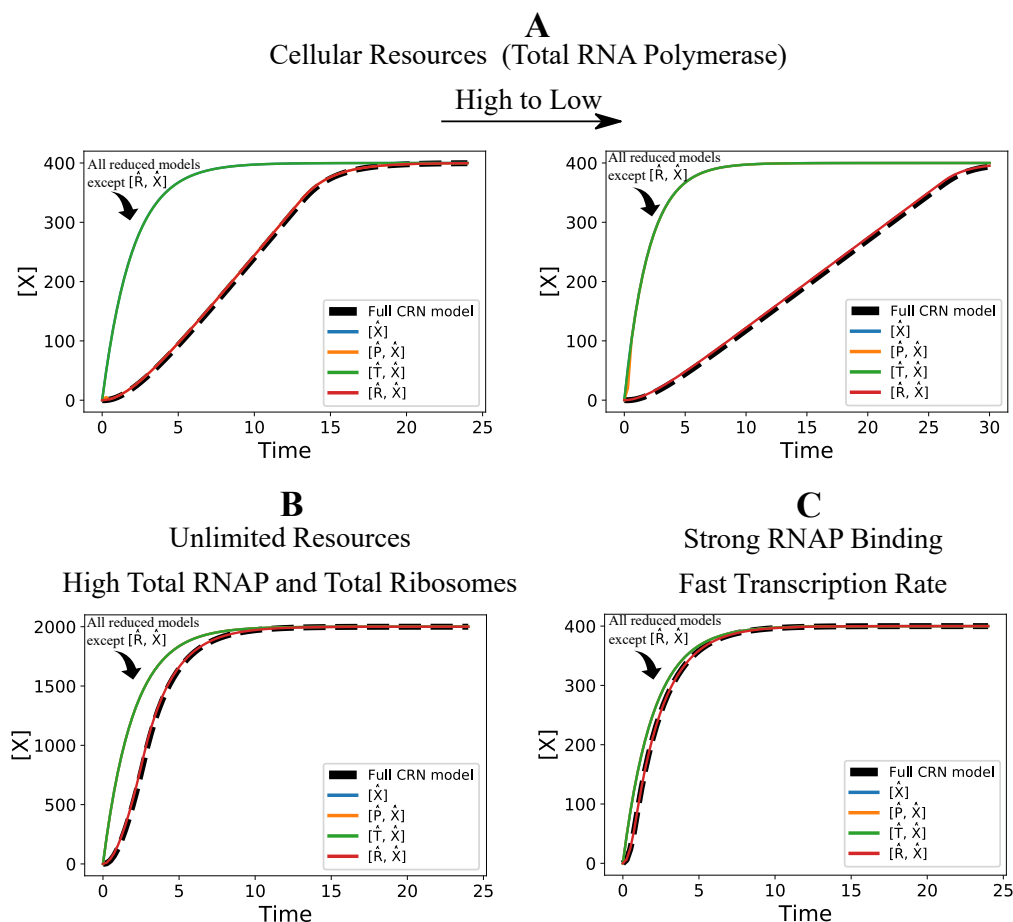 A
Cellular Resources (Total RNA Polymerase)
High to Low
All reduced models
except [R̂, X̂]
[X]
400
300
200
100
0
0 5 10 15 20 25
Time
Full CRN model
[X̂]
[P̂, X̂]
[T̂, X̂]
[R̂, X̂]
All reduced models
except [R̂, X̂]
[X]
400
300
200
100
0
0 5 10 15 20 25 30
Time
Full CRN model
[X̂]
[P̂, X̂]
[T̂, X̂]
[R̂, X̂]
B
Unlimited Resources
High Total RNAP and Total Ribosomes
All reduced models
except [R̂, X̂]
[X]
2000
1500
1000
500
0
0 5 10 15 20 25
Time
Full CRN model
[X̂]
[P̂, X̂]
[T̂, X̂]
[R̂, X̂]
C
Strong RNAP Binding
Fast Transcription Rate
All reduced models
except [R̂, X̂]
[X]
400
300
200
100
0
0 5 10 15 20 25
Time
Full CRN model
[X̂]
[P̂, X̂]
[T̂, X̂]
[R̂, X̂]